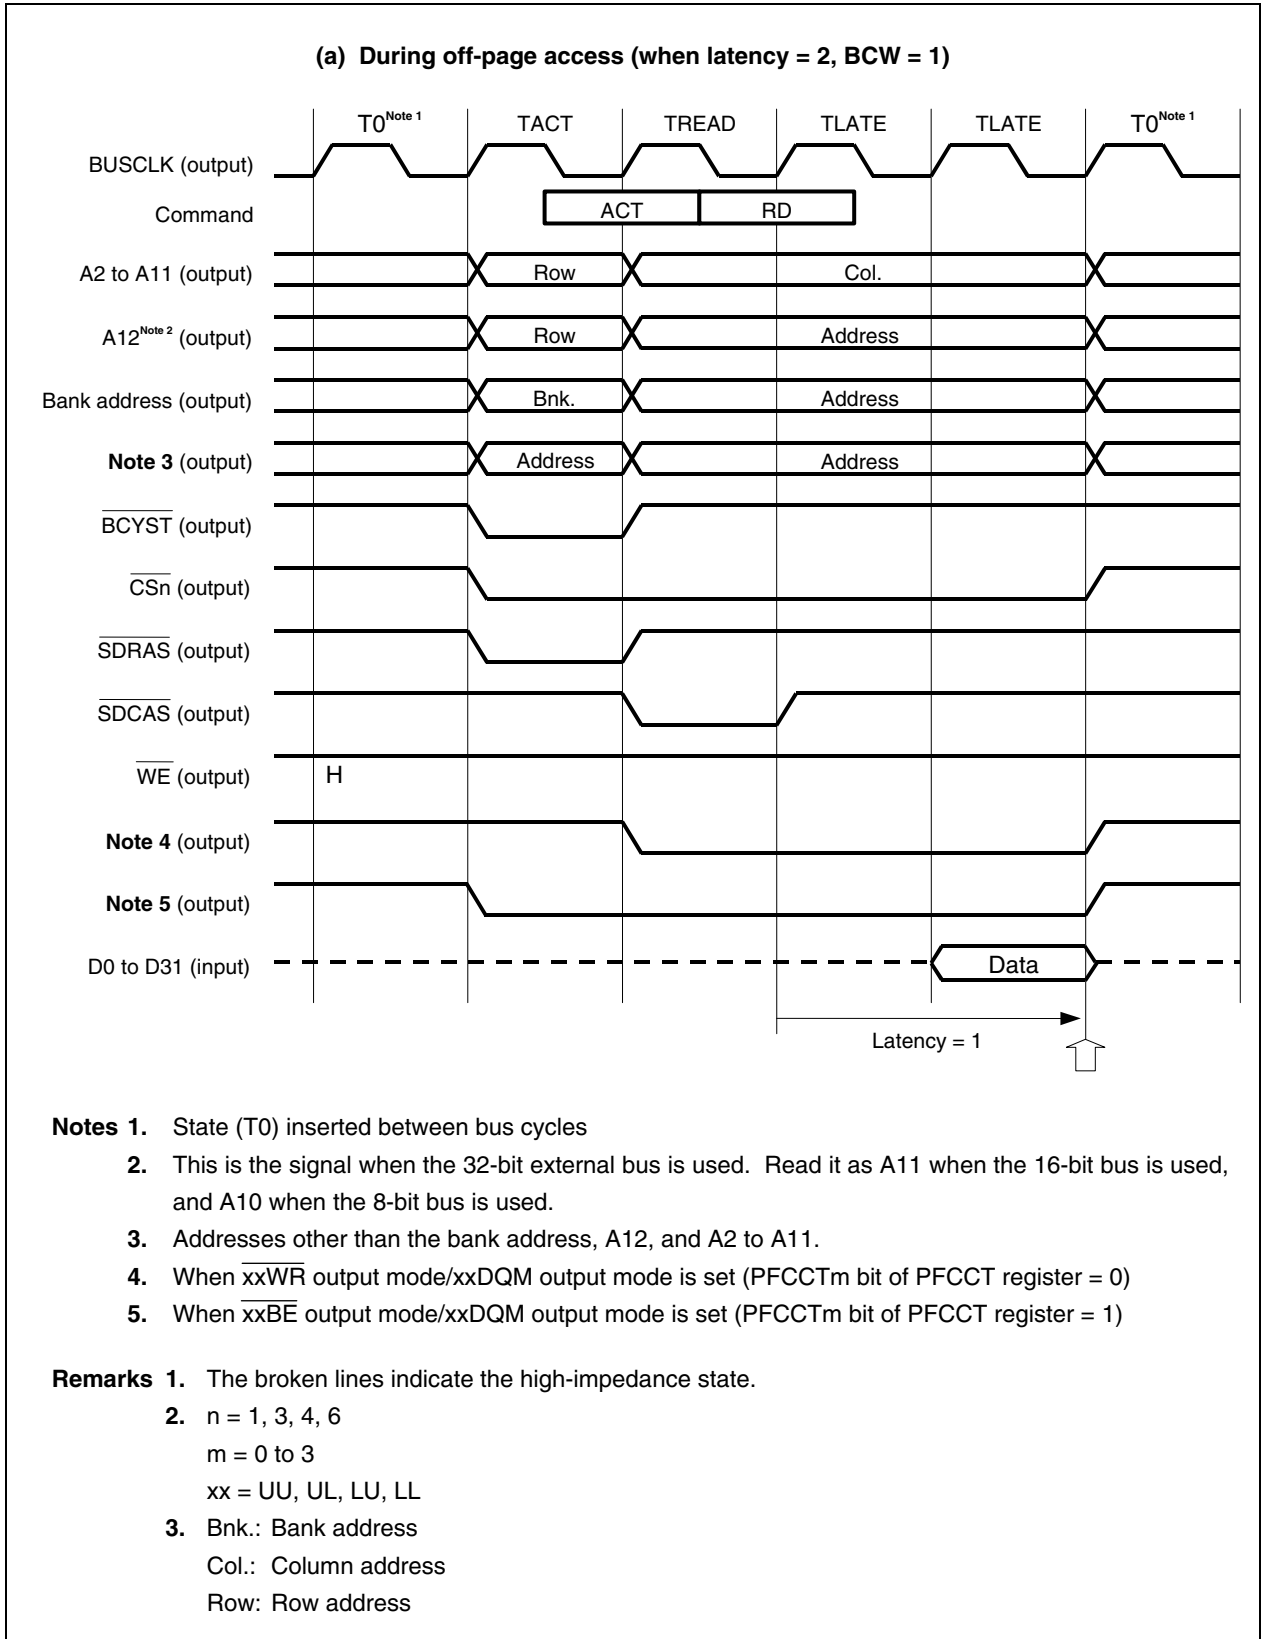 (a) During off-page access (when latency = 2, BCW = 1)
T0Note 1 TACT TREAD TLATE TLATE T0Note 1
BUSCLK (output)
Command ACT RD
A2 to A11 (output) Row Col.
A12Note 2 (output) Row Address
Bank address (output) Bnk. Address
Note 3 (output) Address Address
BCYST (output)
CSn (output)
SDRAS (output)
SDCAS (output)
WE (output) H
Note 4 (output)
Note 5 (output)
D0 to D31 (input) Data
Latency = 1
Notes 1. State (T0) inserted between bus cycles
2. This is the signal when the 32-bit external bus is used. Read it as A11 when the 16-bit bus is used,
and A10 when the 8-bit bus is used.
3. Addresses other than the bank address, A12, and A2 to A11.
4. When xxWR output mode/xxDQM output mode is set (PFCCTm bit of PFCCT register = 0)
5. When xxBE output mode/xxDQM output mode is set (PFCCTm bit of PFCCT register = 1)
Remarks 1. The broken lines indicate the high-impedance state.
2. n = 1, 3, 4, 6
m = 0 to 3
xx = UU, UL, LU, LL
3. Bnk.: Bank address
Col.: Column address
Row: Row address